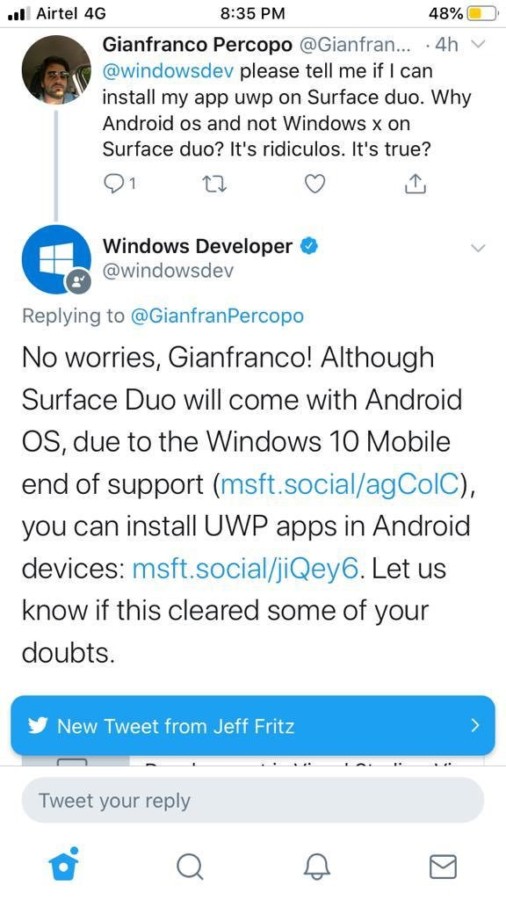 Airtel 4G 8:35 PM 48%
Gianfranco Percopo @Gianfran... · 4h
@windowsdev please tell me if I can
install my app uwp on Surface duo. Why
Android os and not Windows x on
Surface duo? It's ridiculos. It's true?
1
Windows Developer
@windowsdev
Replying to @GianfranPercopo
No worries, Gianfranco! Although
Surface Duo will come with Android
OS, due to the Windows 10 Mobile
end of support (msft.social/agColC),
you can install UWP apps in Android
devices: msft.social/jiQey6. Let us
know if this cleared some of your
doubts.
New Tweet from Jeff Fritz
Tweet your reply